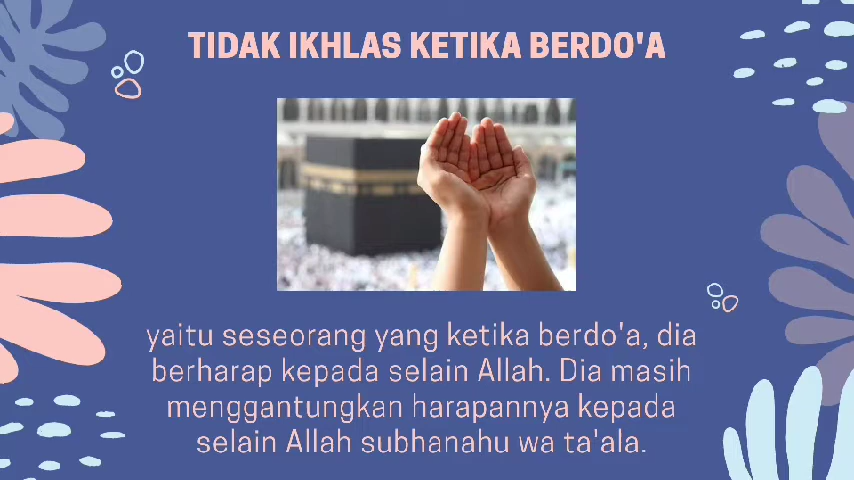 TIDAK IKHLAS KETIKA BERDO'A
yaitu seseorang yang ketika berdo'a, dia
berharap kepada selain Allah. Dia masih
menggantungkan harapannya kepada
selain Allah subhanahu wa ta'ala.